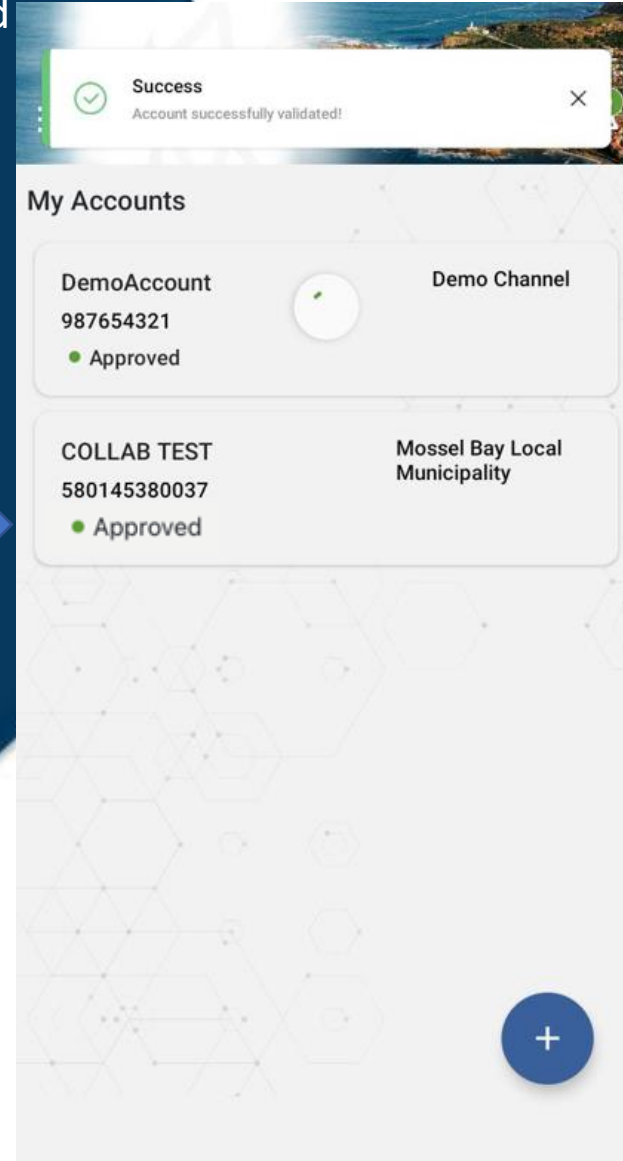 Success
Account successfully validated!
My Accounts
DemoAccount
Demo Channel
987654321
Approved
COLLAB TEST
Mossel Bay Local
Municipality
580145380037
Approved